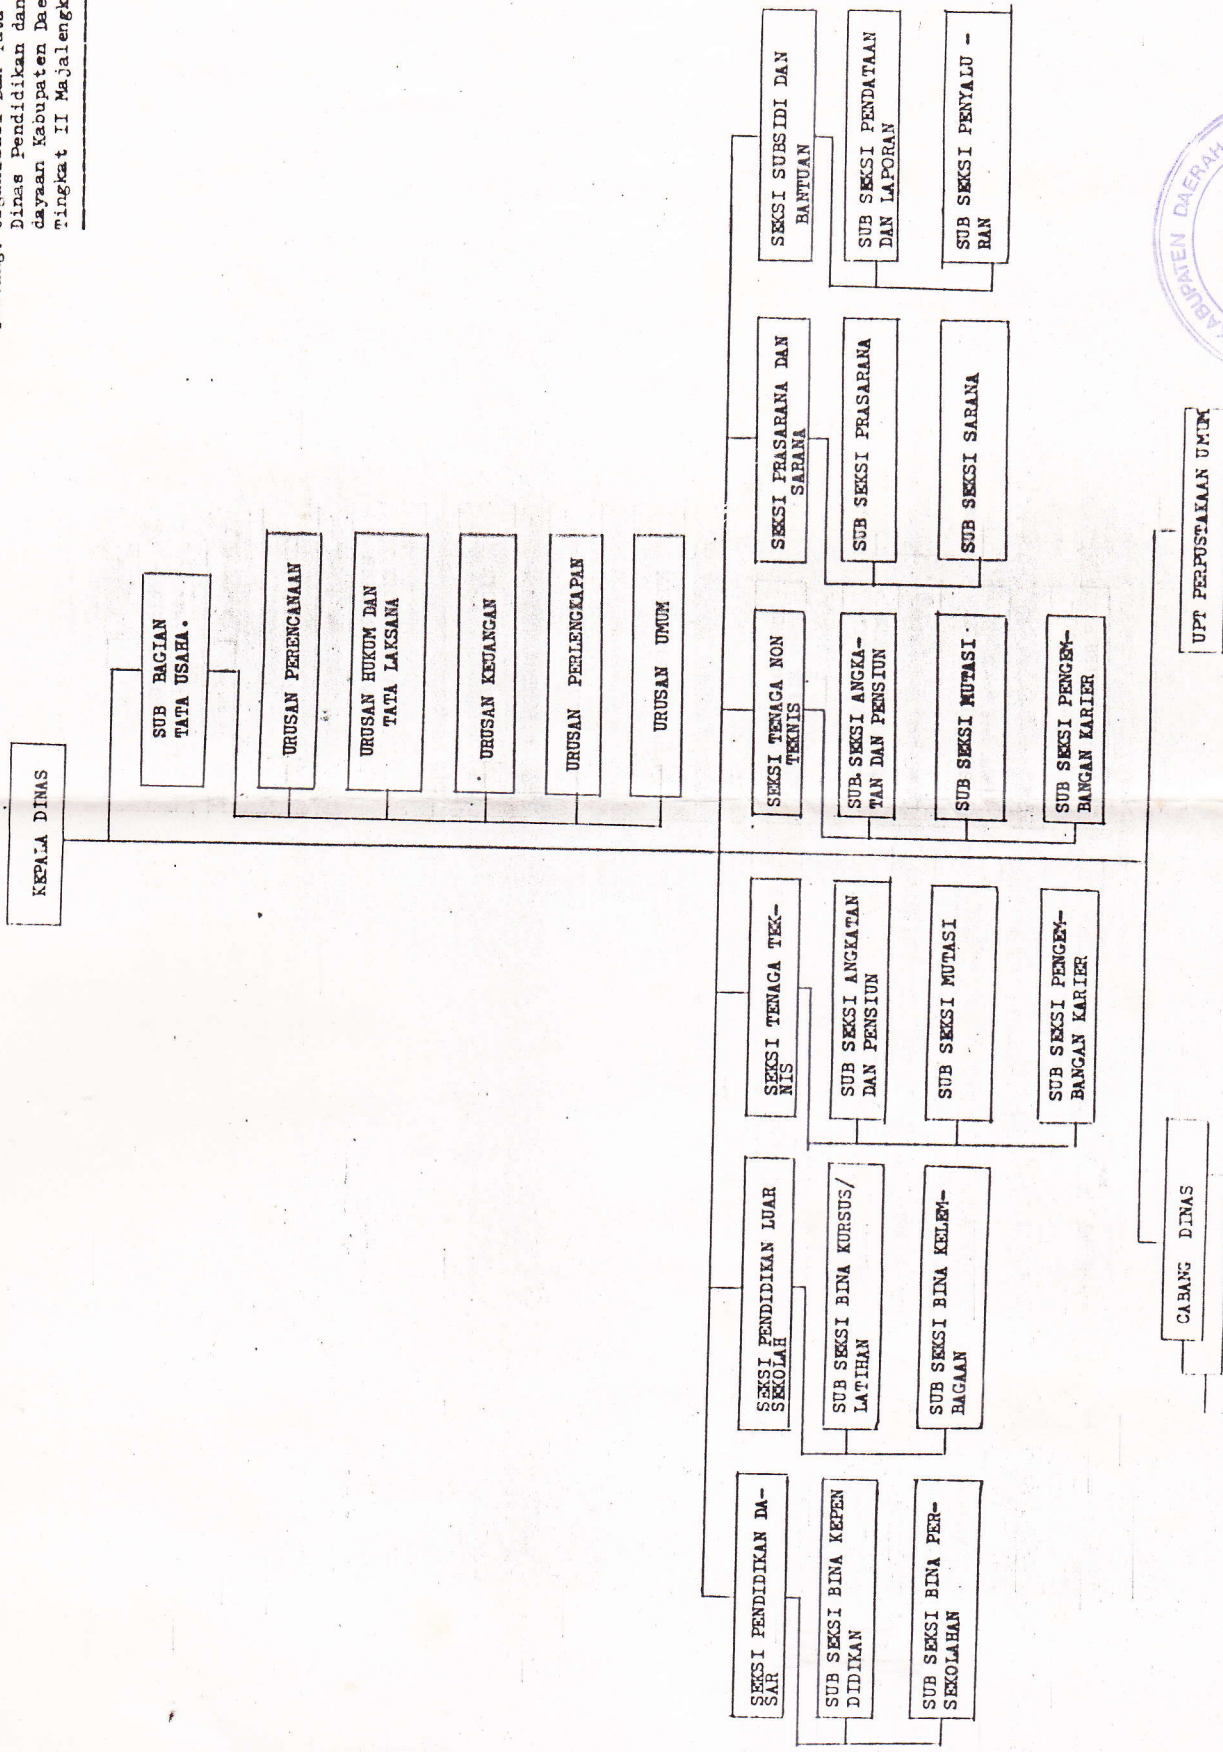 Dinas Pendidikan dan
dayaan Kabupaten Dae
Tingkat II Majalengk
KEPALA DINAS
SUB BAGIAN
TATA USAHA.
URUSAN PERENCANAAN
URUSAN HUKUM DAN
TATA LAKSANA
URUSAN KEUANGAN
URUSAN PERLENGKAPAN
URUSAN UMUM
SEKSI PENDIDIKAN DA-
SAR
SUB SEKSI BINA KEPEN
DIDIKAN
SUB SEKSI BINA PER-
SEKOLAHAN
SEKSI PENDIDIKAN LUAR
SEKOLAH
SUB SEKSI BINA KURSUS/
LATIHAN
SUB SEKSI BINA KELEM-
BAGAAN
SEKSI TENAGA TEK-
NIS
SUB SEKSI ANGKATAN
DAN PENSIUN
SUB SEKSI MUTASI
SUB SEKSI PENGEM-
BANGAN KARIER
SEKSI TENAGA NON
TEKNIS
SUB SEKSI ANGKA-
TAN DAN PENSIUN
SUB SEKSI MUTASI
SUB SEKSI PENGEM-
BANGAN KARIER
SEKSI PRASARANA DAN
SARANA
SUB SEKSI PRASARANA
SUB SEKSI SARANA
SEKSI SUBSIDI DAN
BANTUAN
SUB SEKSI PENDATAAN
DAN LAPORAN
SUB SEKSI PENYALU -
RAN
CABANG DINAS
UPT PERPUSTAKAAN UMUM
ABUPATEN DAERAH